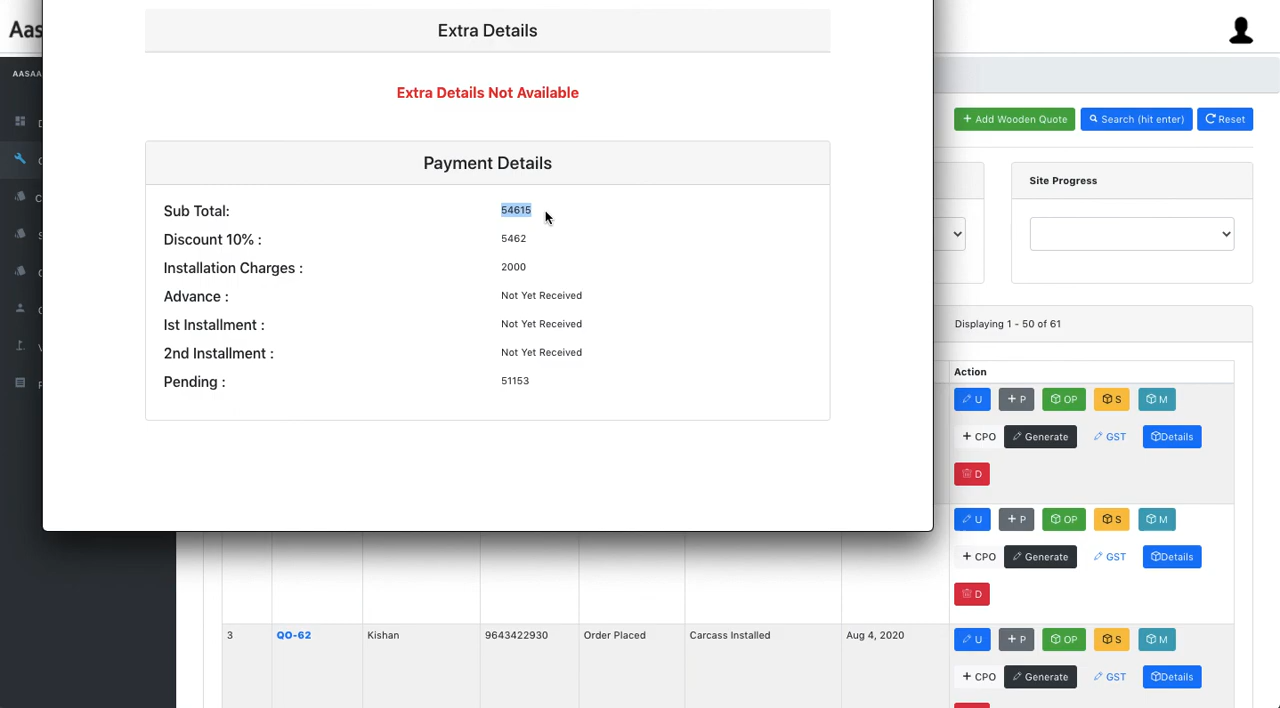 Aas
AASAA
Extra Details
Extra Details Not Available
Payment Details
Sub Total: 54615
Discount 10% : 5462
Installation Charges : 2000
Advance : Not Yet Received
Ist Installment : Not Yet Received
2nd Installment : Not Yet Received
Pending : 51153
+ Add Wooden Quote Search (hit enter) Reset
Site Progress
Displaying 1 - 50 of 61
Action
U + P OP S M
+ CPO Generate GST Details
D
U + P OP S M
+ CPO Generate GST Details
D
3 QO-62 Kishan 9643422930 Order Placed Carcass Installed Aug 4, 2020 U + P OP S M
+ CPO Generate GST Details